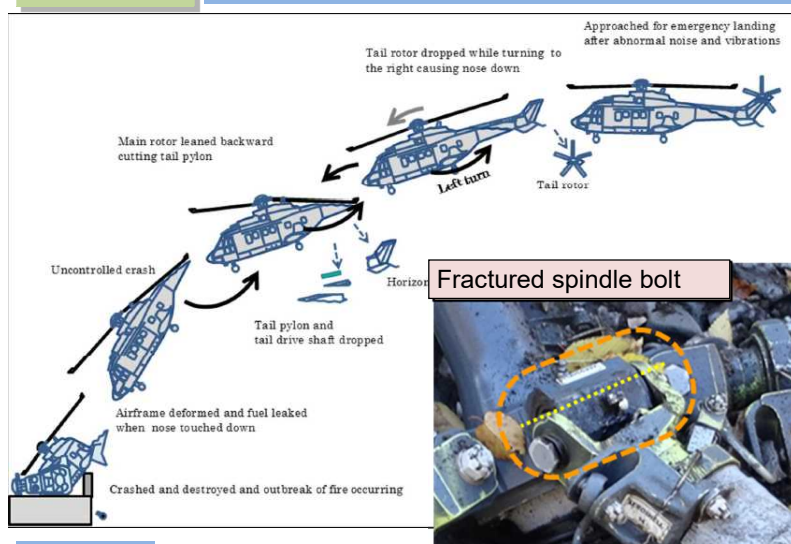 Approached for emergency landing
after abnormal noise and vibrations
Tail rotor dropped while turning to
the right causing nose down
Main rotor leaned backward
cutting tail pylon
Left turn
Tail rotor
Uncontrolled crash
Horizon
Fractured spindle bolt
Tail pylon and
tail drive shaft dropped
Airframe deformed and fuel leaked
when nose touched down
Crashed and destroyed and outbreak of fire occurring